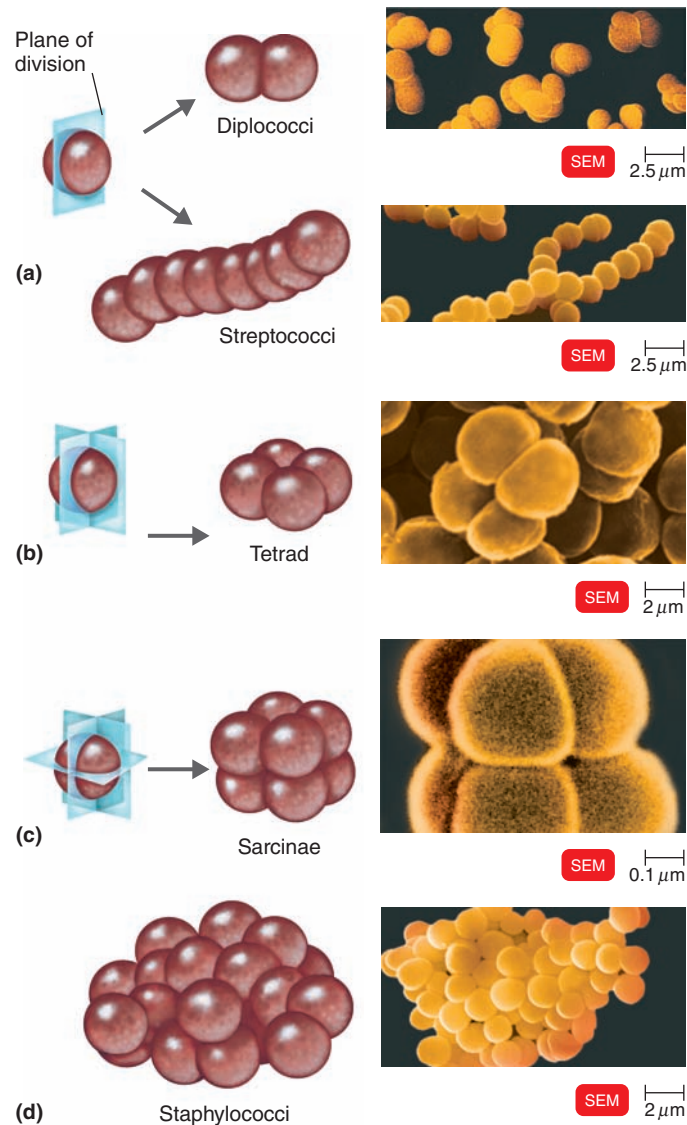 Plane of
division
Diplococci
SEM
2.5 μm
(a)
Streptococci
SEM
2.5 μm
(b)
Tetrad
SEM
2 μm
(c)
Sarcinae
SEM
0.1 μm
(d)
Staphylococci
SEM
2 μm